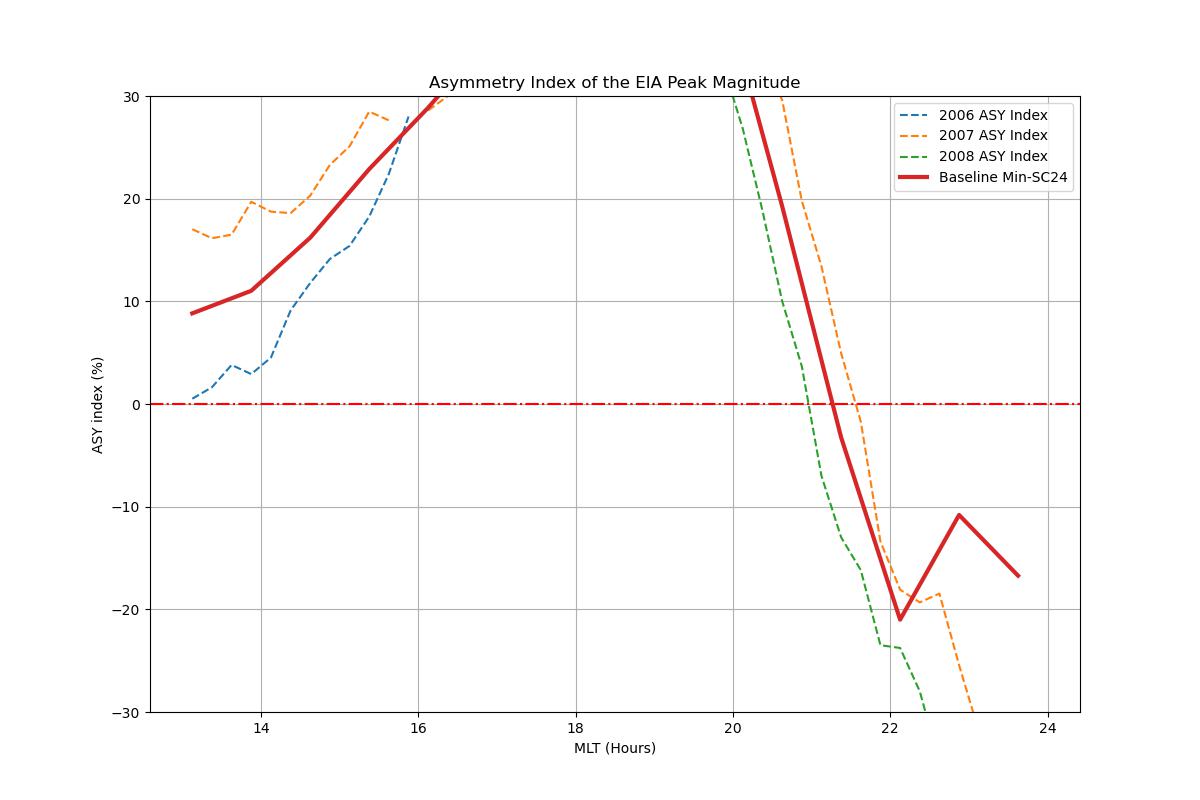 Asymmetry Index of the EIA Peak Magnitude
30
20
10
0
−10
−20
−30
ASY index (%)
2006 ASY Index
2007 ASY Index
2008 ASY Index
Baseline Min-SC24
14 16 18 20 22 24
MLT (Hours)